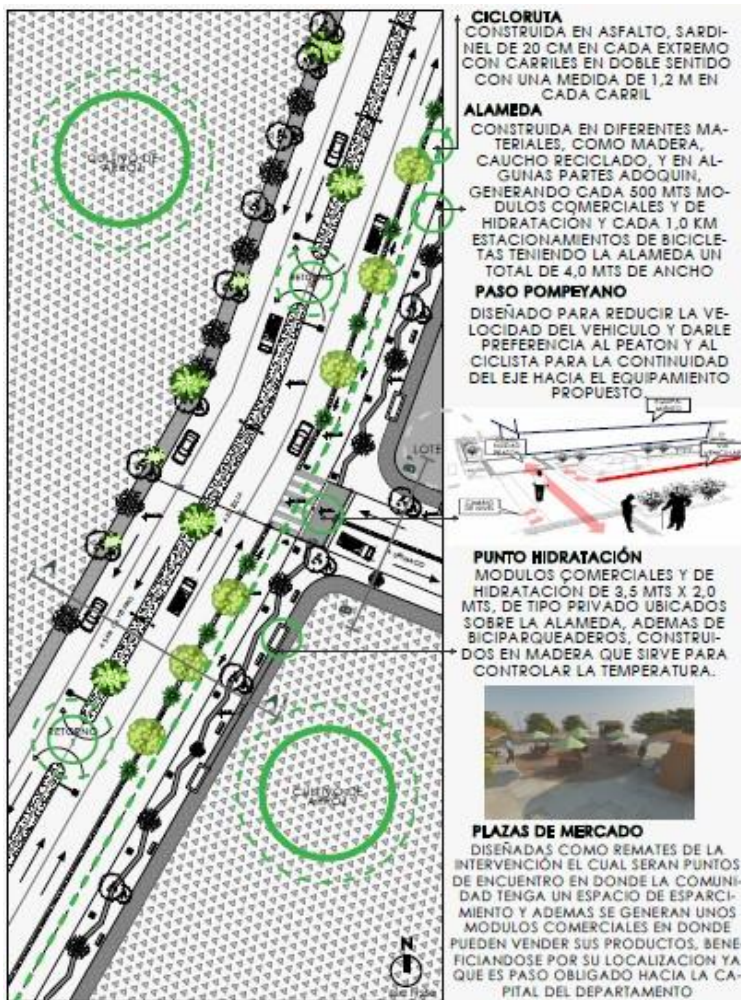 CICLORUTA
CONSTRUIDA EN ASFALTO, SARDI-
NEL DE 20 CM EN CADA EXTREMO
CON CARRILES EN DOBLE SENTIDO
CON UNA MEDIDA DE 1,2 M EN
CADA CARRIL
ALAMEDA
CONSTRUIDA EN DIFERENTES MA-
TERIALES, COMO MADERA,
CAUCHO RECICLADO, Y EN AL-
GUNAS PARTES ADOQUIN,
GENERANDO CADA 500 MTS MO-
DULOS COMERCIALES Y DE
HIDRATACIÓN Y CADA 1,0 KM
ESTACIONAMIENTOS DE BICICLE-
TAS TENIENDO LA ALAMEDA UN
TOTAL DE 4,0 MTS DE ANCHO
PASO POMPEYANO
DISEÑADO PARA REDUCIR LA VE-
LOCIDAD DEL VEHICULO Y DARLE
PREFERENCIA AL PEATON Y AL
CICLISTA PARA LA CONTINUIDAD
DEL EJE HACIA EL EQUIPAMIENTO
PROPUESTO
PUNTO HIDRATACIÓN
MODULOS COMERCIALES Y DE
HIDRATACIÓN DE 3,5 MTS X 2,0
MTS, DE TIPO PRIVADO UBICADOS
SOBRE LA ALAMEDA, ADEMAS DE
BICIPARQUEADEROS, CONSTRUI-
DOS EN MADERA QUE SIRVE PARA
CONTROLAR LA TEMPERATURA.
PLAZAS DE MERCADO
DISEÑADAS COMO REMATES DE LA
INTERVENCIÓN EL CUAL SERAN PUNTOS
DE ENCUENTRO EN DONDE LA COMUNI-
DAD TENGA UN ESPACIO DE ESPARCI-
MIENTO Y ADEMAS SE GENERAN UNOS
MODULOS COMERCIALES EN DONDE
PUEDEN VENDER SUS PRODUCTOS, BENE-
FICIANDOSE POR SU LOCALIZACION YA
QUE ES PASO OBLIGADO HACIA LA CA-
PITAL DEL DEPARTAMENTO
CULTIVO DE
ARROZ
RETORNO
LOTE
RETORNO
CULTIVO DE
ARROZ
N